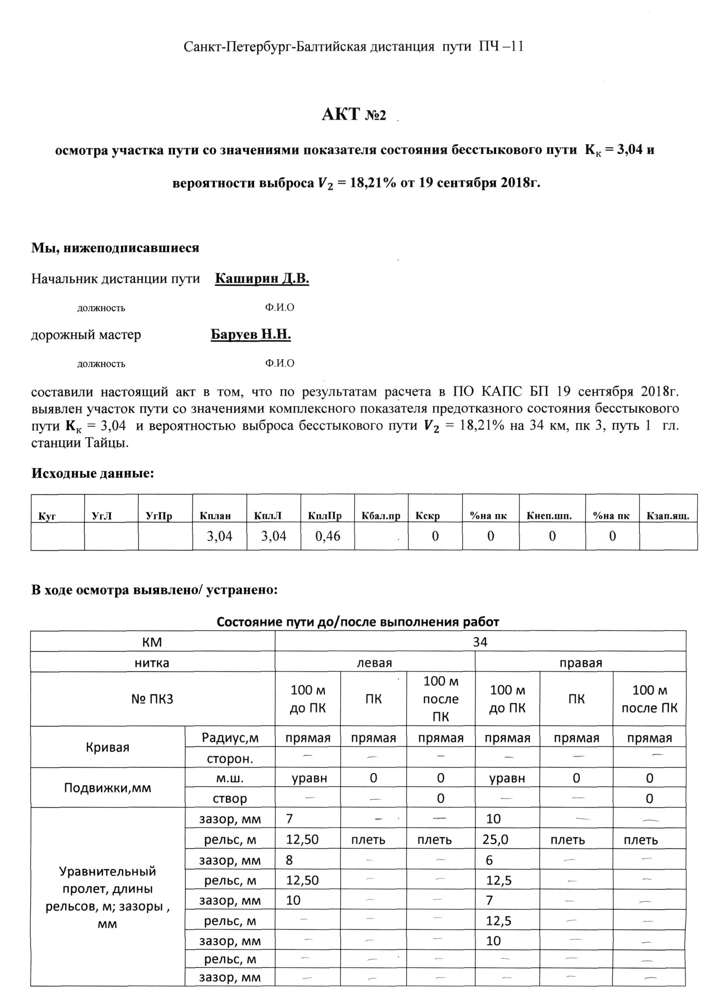 Санкт-Петербург-Балтийская дистанция пути ПЧ –11
АКТ №2
осмотра участка пути со значениями показателя состояния бесстыкового пути Kк = 3,04 и
вероятности выброса V2 = 18,21% от 19 сентября 2018г.
Мы, нижеподписавшиеся
Начальник дистанции пути Каширин Д.В.
должность Ф.И.О
дорожный мастер Баруев Н.Н.
должность Ф.И.О
составили настоящий акт в том, что по результатам расчета в ПО КАПС БП 19 сентября 2018г.
выявлен участок пути со значениями комплексного показателя предотказного состояния бесстыкового
пути Kк = 3,04 и вероятностью выброса бесстыкового пути V2 = 18,21% на 34 км, пк 3, путь 1 гл.
станции Тайцы.
Исходные данные:
Куг УгЛ УгПр Кплан КплЛ КплПр Кбал.пр Кскр %на пк Кнеп.шп. %на пк Кзап.ящ.
3,04 3,04 0,46 0 0 0 0
В ходе осмотра выявлено/ устранено:
Состояние пути до/после выполнения работ
КМ 34
нитка левая правая
№ ПК3 100 м до ПК ПК 100 м после ПК 100 м до ПК ПК 100 м после ПК
Кривая Радиус,м прямая прямая прямая прямая прямая прямая
сторон. – – – – – –
Подвижки,мм м.ш. уравн 0 0 уравн 0 0
створ – – 0 – – 0
Уравнительный пролет, длины рельсов, м; зазоры , мм
зазор, мм 7 – – 10 – –
рельс, м 12,50 плеть плеть 25,0 плеть плеть
зазор, мм 8 – – 6 – –
рельс, м 12,50 – – 12,5 – –
зазор, мм 10 – – 7 – –
рельс, м – – – 12,5 – –
зазор, мм – – – 10 – –
рельс, м – – – – – –
зазор, мм – – – – – –